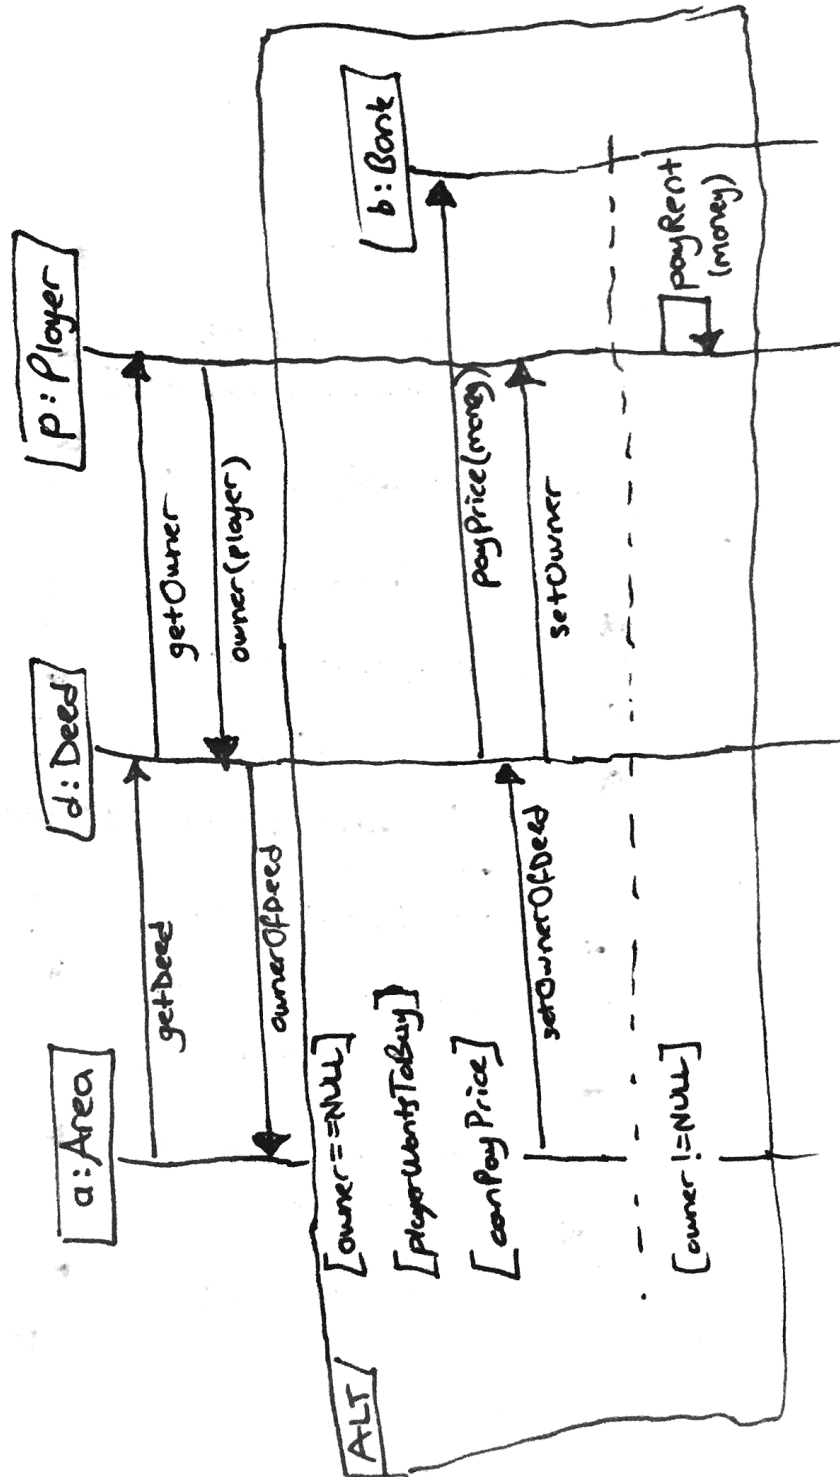 a:Area
d:Deed
p:Player
getDeed
getOwner
owner(player)
ownerOfDeed
ALT
[owner==NULL]
[playerWantsToBuy]
b:Bank
[canPayPrice]
payPrice(money)
setOwnerOfDeed
setOwner
[owner!=NULL]
payRent
(money)